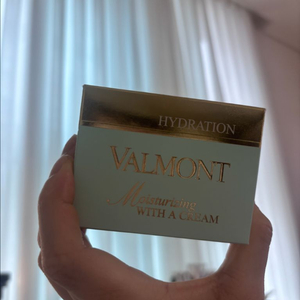 HYDRATION
VALMONT
Moisturizing
WITH A CREAM